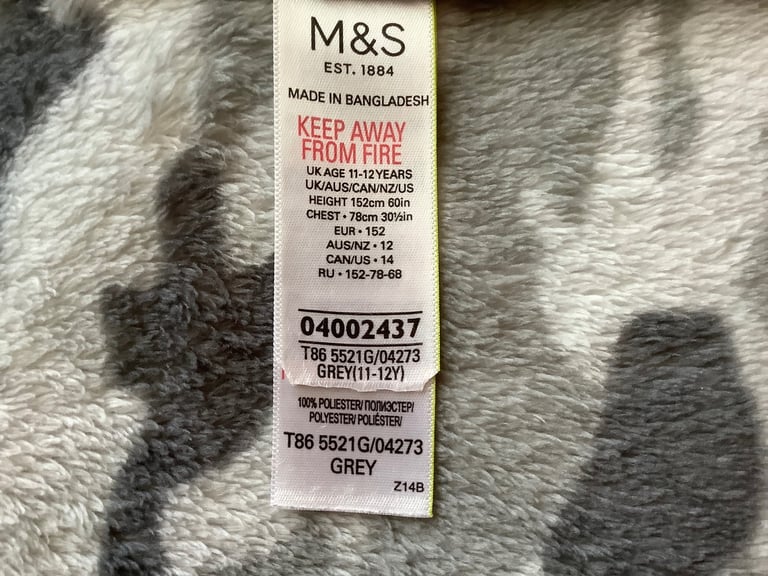 M&S
EST. 1884
MADE IN BANGLADESH
KEEP AWAY
FROM FIRE
UK AGE 11-12 YEARS
UK/AUS/CAN/NZ/US
HEIGHT 152cm 60in
CHEST • 78cm 30½in
EUR • 152
AUS/NZ • 12
CAN/US • 14
RU • 152-78-68
04002437
T86 5521G/04273
GREY(11-12Y)
100% POLIESTER/ ПОЛИЭСТЕР/
POLYESTER/ POLIÉSTER/
T86 5521G/04273
GREY
Z14B